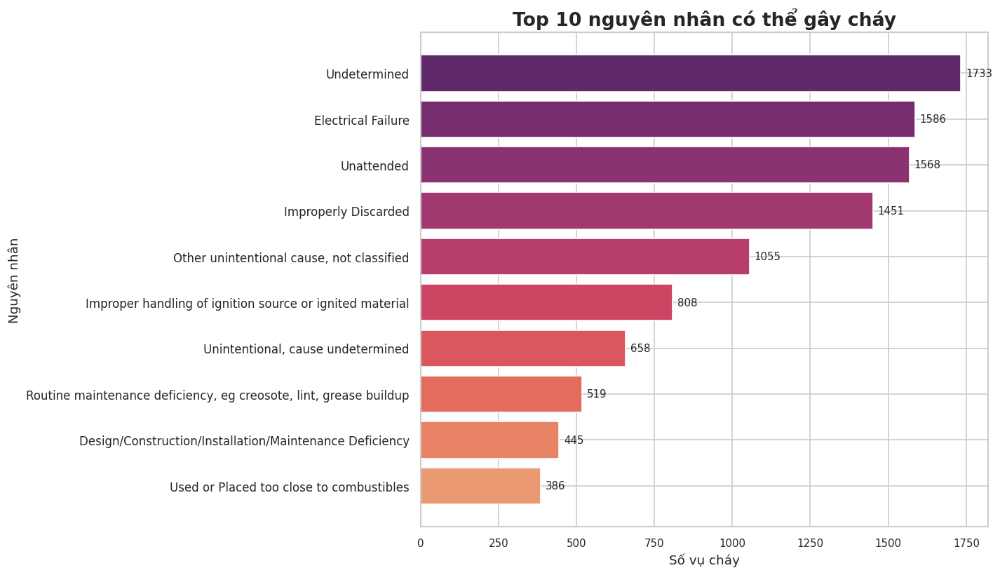 Top 10 nguyên nhân có thể gây cháy
Undetermined 1733
Electrical Failure 1586
Unattended 1568
Improperly Discarded 1451
Other unintentional cause, not classified 1055
Improper handling of ignition source or ignited material 808
Unintentional, cause undetermined 658
Routine maintenance deficiency, eg creosote, lint, grease buildup 519
Design/Construction/Installation/Maintenance Deficiency 445
Used or Placed too close to combustibles 386
Nguyên nhân
0 250 500 750 1000 1250 1500 1750
Số vụ cháy